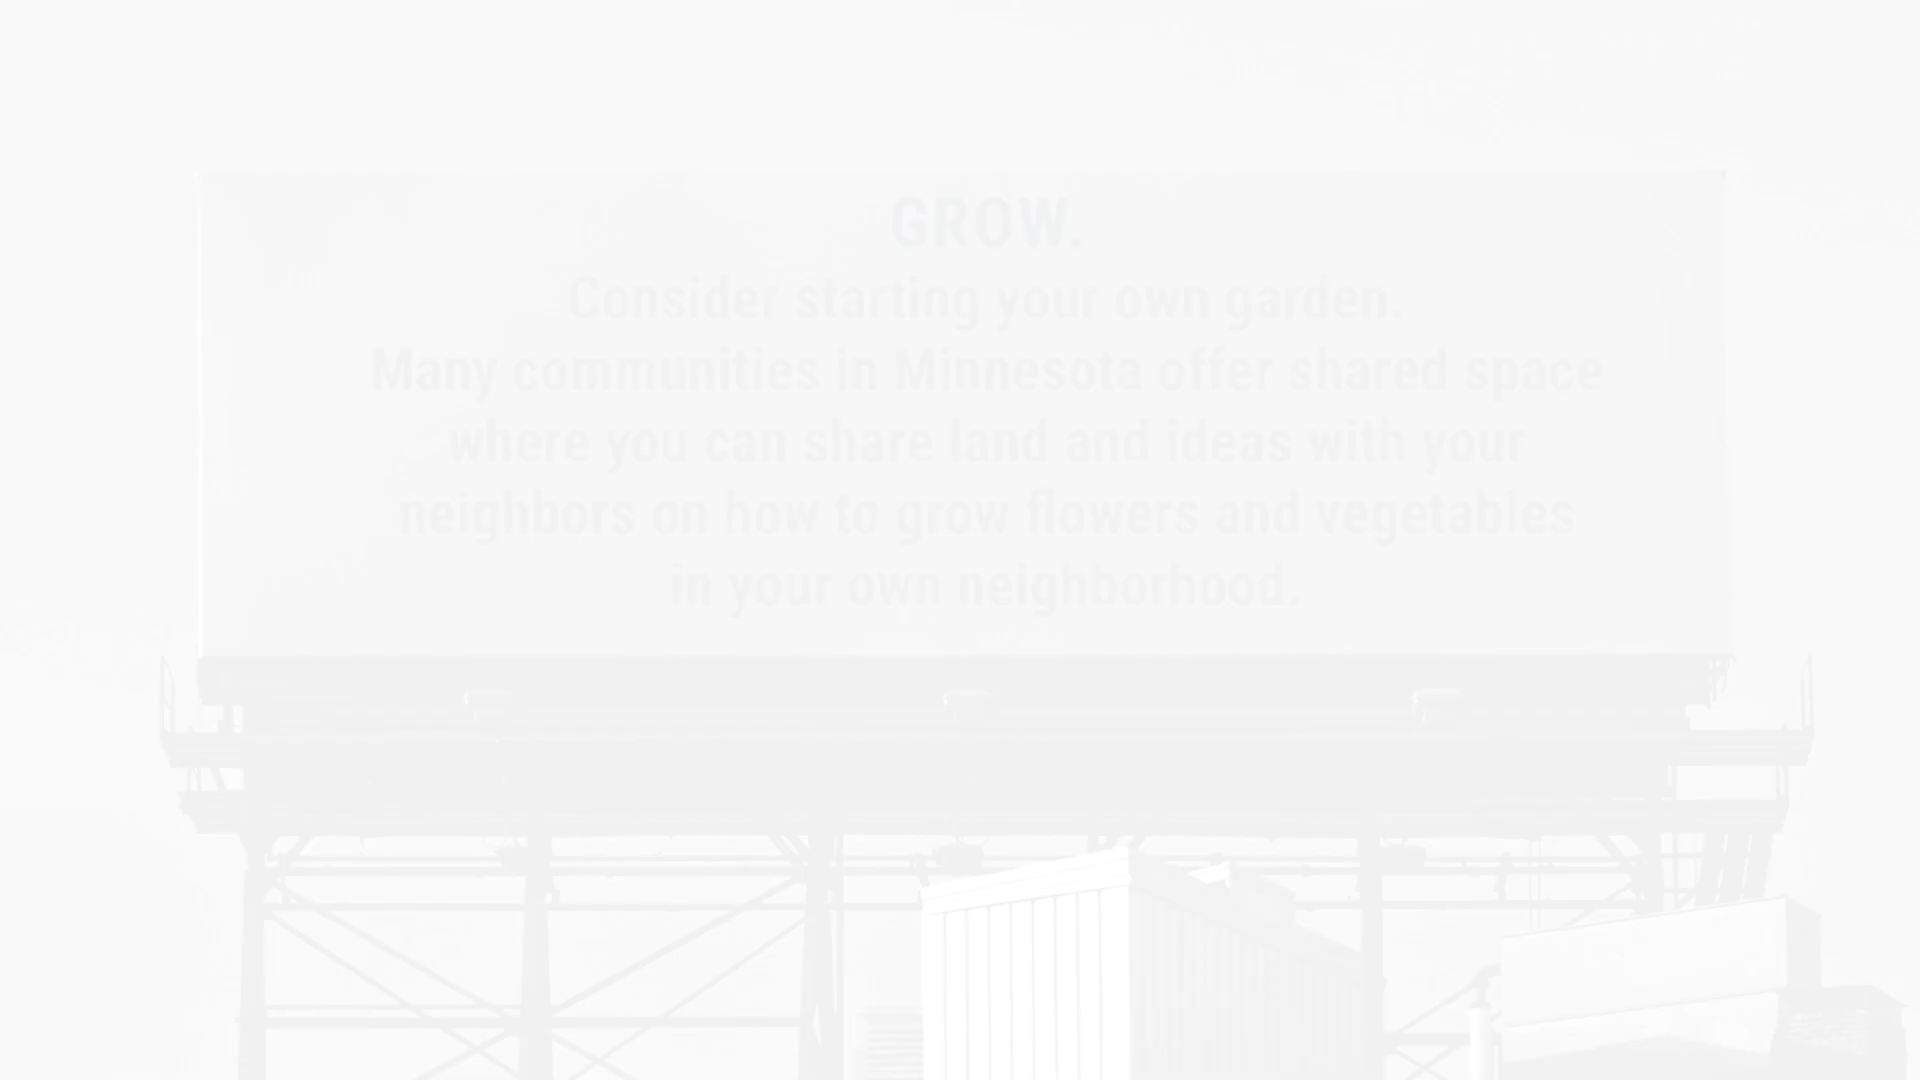 GROW.
Consider starting your own garden.
Many communities in Minnesota offer shared space
where you can share land and ideas with your
neighbors on how to grow flowers and vegetables
in your own neighborhood.